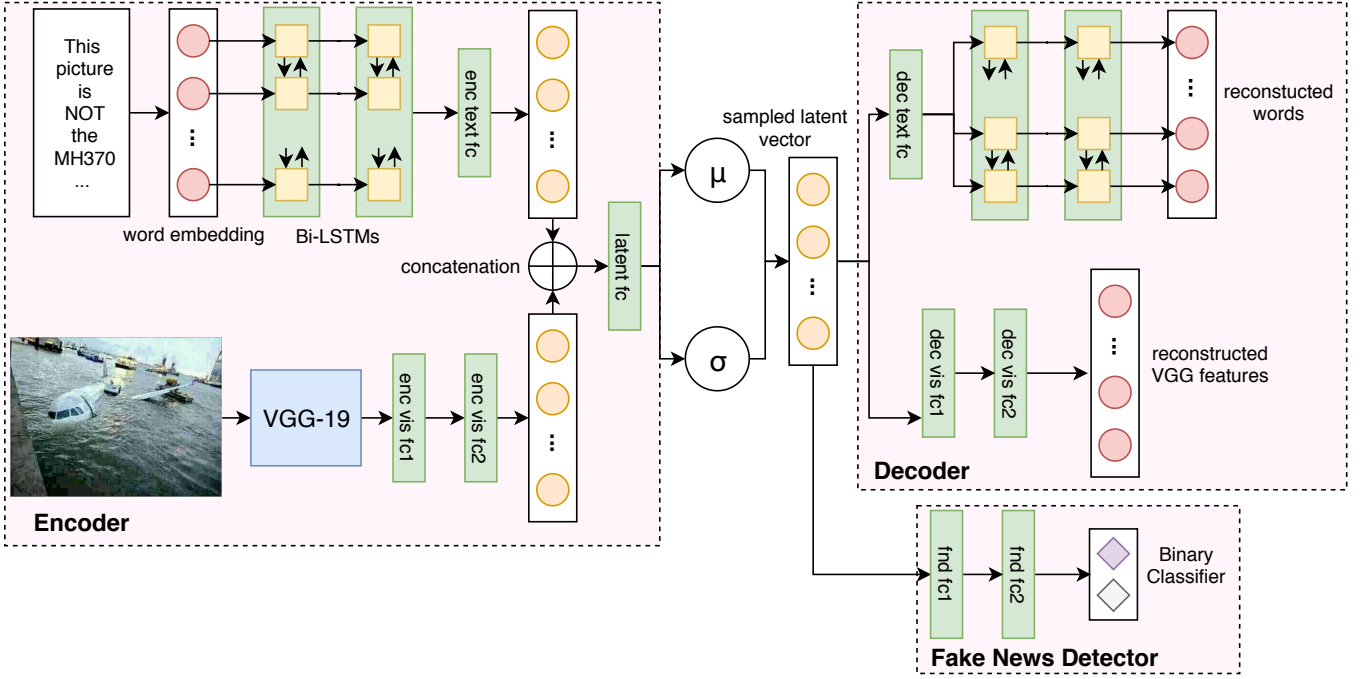 This
picture
is
NOT
the
MH370
...
word embedding
Bi-LSTMs
enc text fc
concatenation
latent fc
VGG-19
enc vis fc1
enc vis fc2
Encoder
μ
σ
sampled latent
vector
dec text fc
reconstucted
words
dec vis fc1
dec vis fc2
reconstructed
VGG features
Decoder
fnd fc1
fnd fc2
Binary
Classifier
Fake News Detector